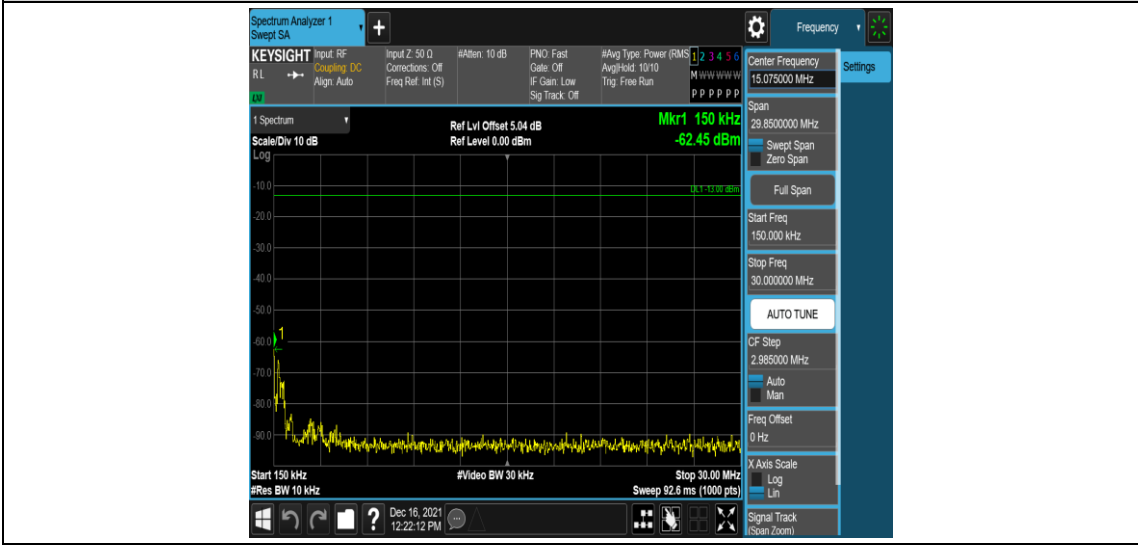 Spectrum Analyzer 1
Swept SA
+
Frequency
KEYSIGHT
RL
LM
Input: RF
Coupling: DC
Align: Auto
Input Z: 50 Ω
Corrections: Off
Freq Ref: Int (S)
#Atten: 10 dB
PNO: Fast
Gate: Off
IF Gain: Low
Sig Track: Off
#Avg Type: Power (RMS
Avg|Hold: 10/10
Trig: Free Run
1 2 3 4 5 6
M W W W W W
P P P P P P
1 Spectrum
Scale/Div 10 dB
Log
Ref Lvl Offset 5.04 dB
Ref Level 0.00 dBm
Mkr1 150 kHz
-62.45 dBm
DL1 -13.00 dBm
-10.0
-20.0
-30.0
-40.0
-50.0
-60.0
-70.0
-80.0
-90.0
1
Start 150 kHz
#Video BW 30 kHz
Stop 30.00 MHz
#Res BW 10 kHz
Sweep 92.6 ms (1000 pts)
Dec 16, 2021
12:22:12 PM
?
Center Frequency
15.075000 MHz
Settings
Span
29.8500000 MHz
Swept Span
Zero Span
Full Span
Start Freq
150.000 kHz
Stop Freq
30.000000 MHz
AUTO TUNE
CF Step
2.985000 MHz
Auto
Man
Freq Offset
0 Hz
X Axis Scale
Log
Lin
Signal Track
(Span Zoom)